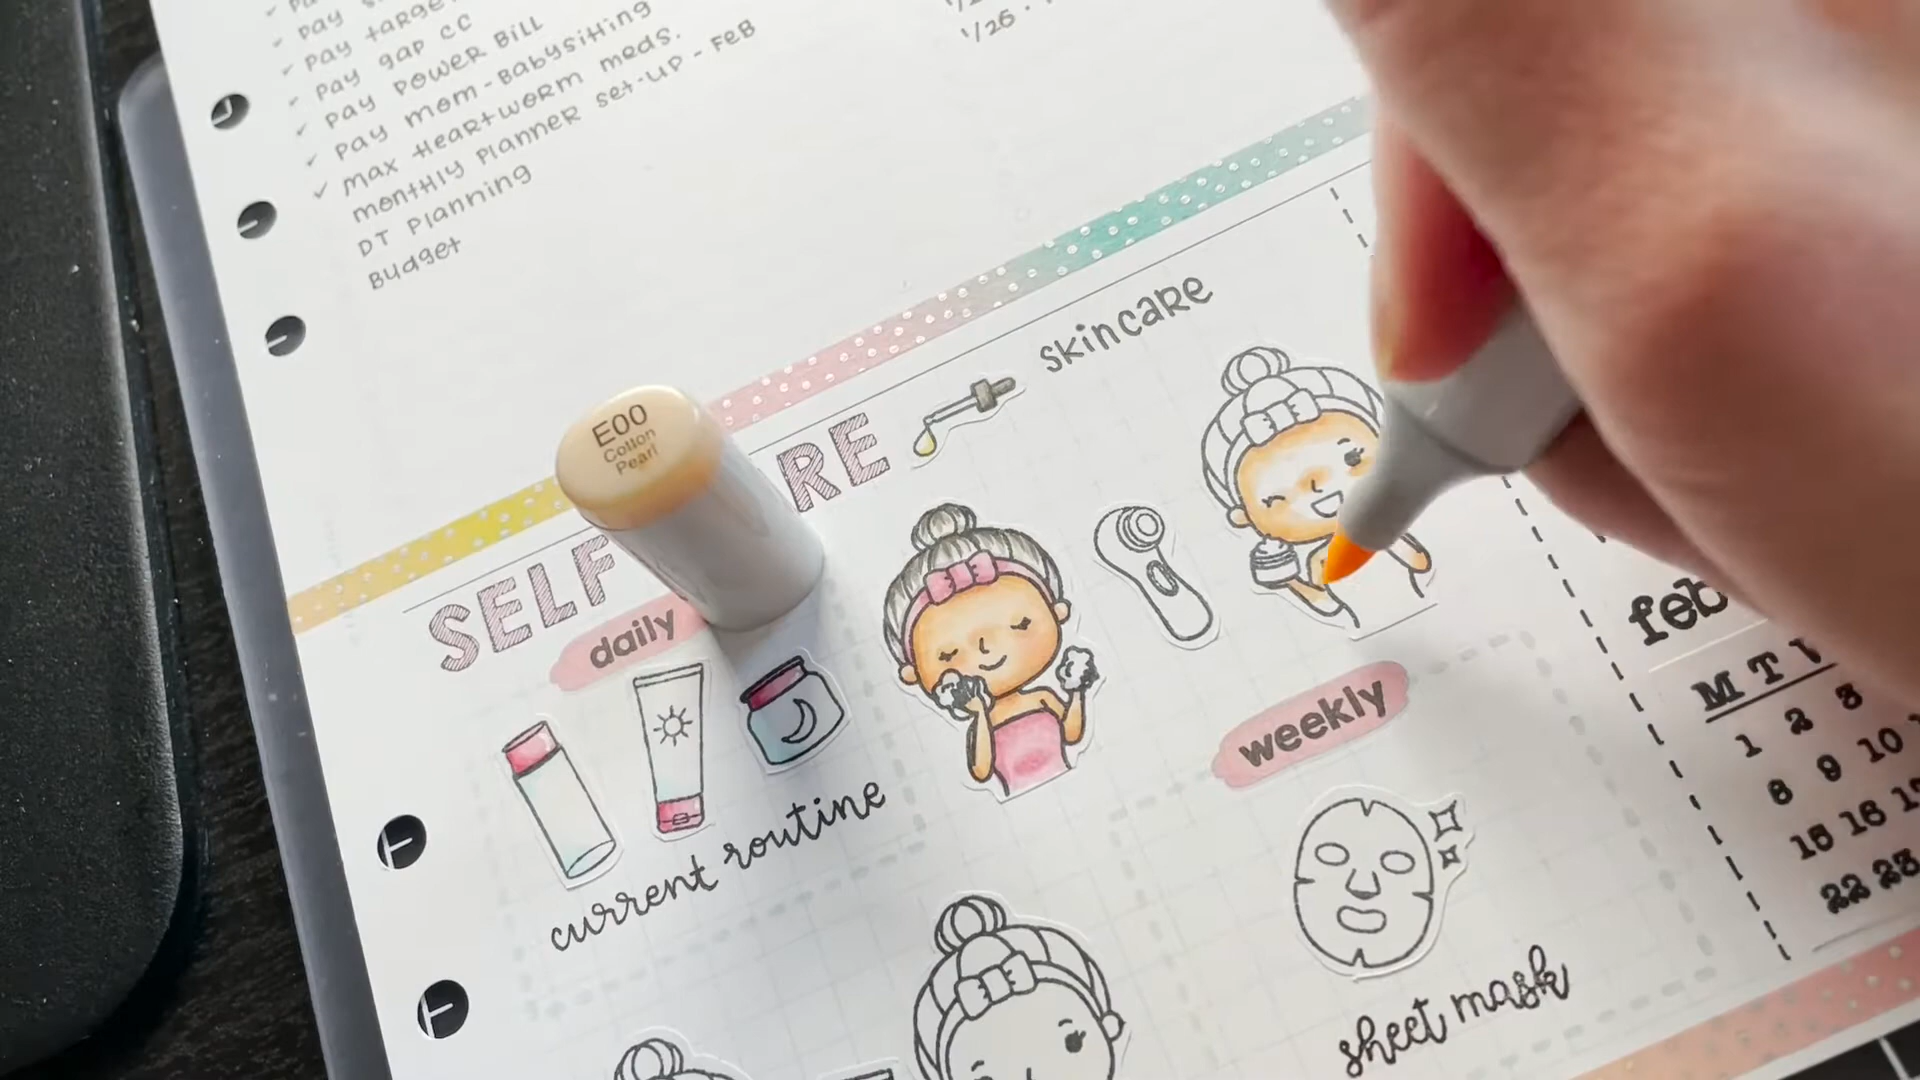 pay target
pay gap cc
pay power bill
pay mom - babysitting
max heartworm meds.
monthly planner set-up - feb
DT Planning
Budget
1/26 .
skincare
E00
Cotton
Pearl
SELF
RE
daily
current routine
weekly
sheet mask
feb
M T
1 2 3
8 9 10
15 16 17
22 23